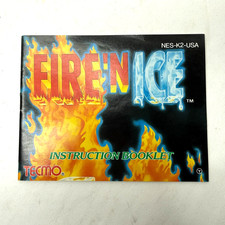 NES-K2-USA
FIRE'N ICE
TM
INSTRUCTION BOOKLET
TECMO